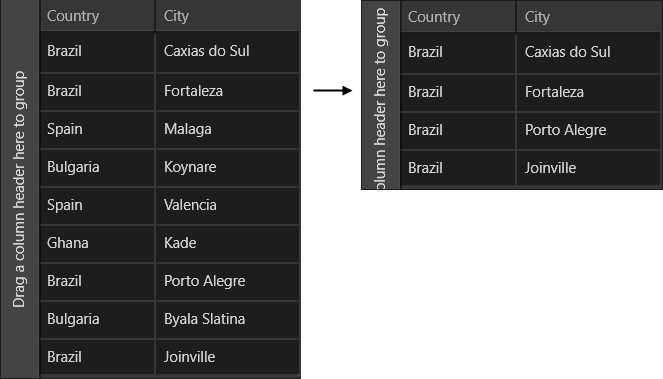 Drag a column header here to group
Country City
Brazil Caxias do Sul
Brazil Fortaleza
Spain Malaga
Bulgaria Koynare
Spain Valencia
Ghana Kade
Brazil Porto Alegre
Bulgaria Byala Slatina
Brazil Joinville
column header here to group
Country City
Brazil Caxias do Sul
Brazil Fortaleza
Brazil Porto Alegre
Brazil Joinville